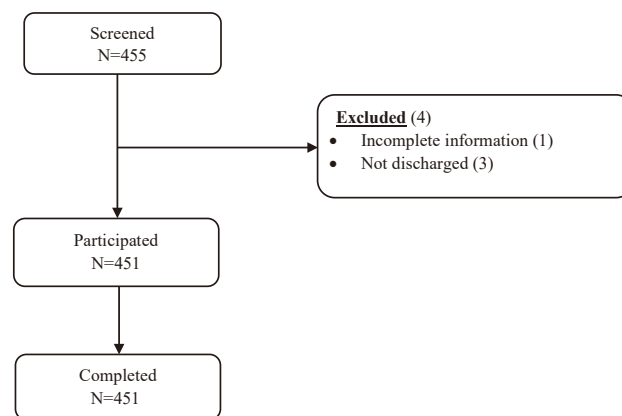 Screened
N=455
Excluded (4)
• Incomplete information (1)
• Not discharged (3)
Participated
N=451
Completed
N=451